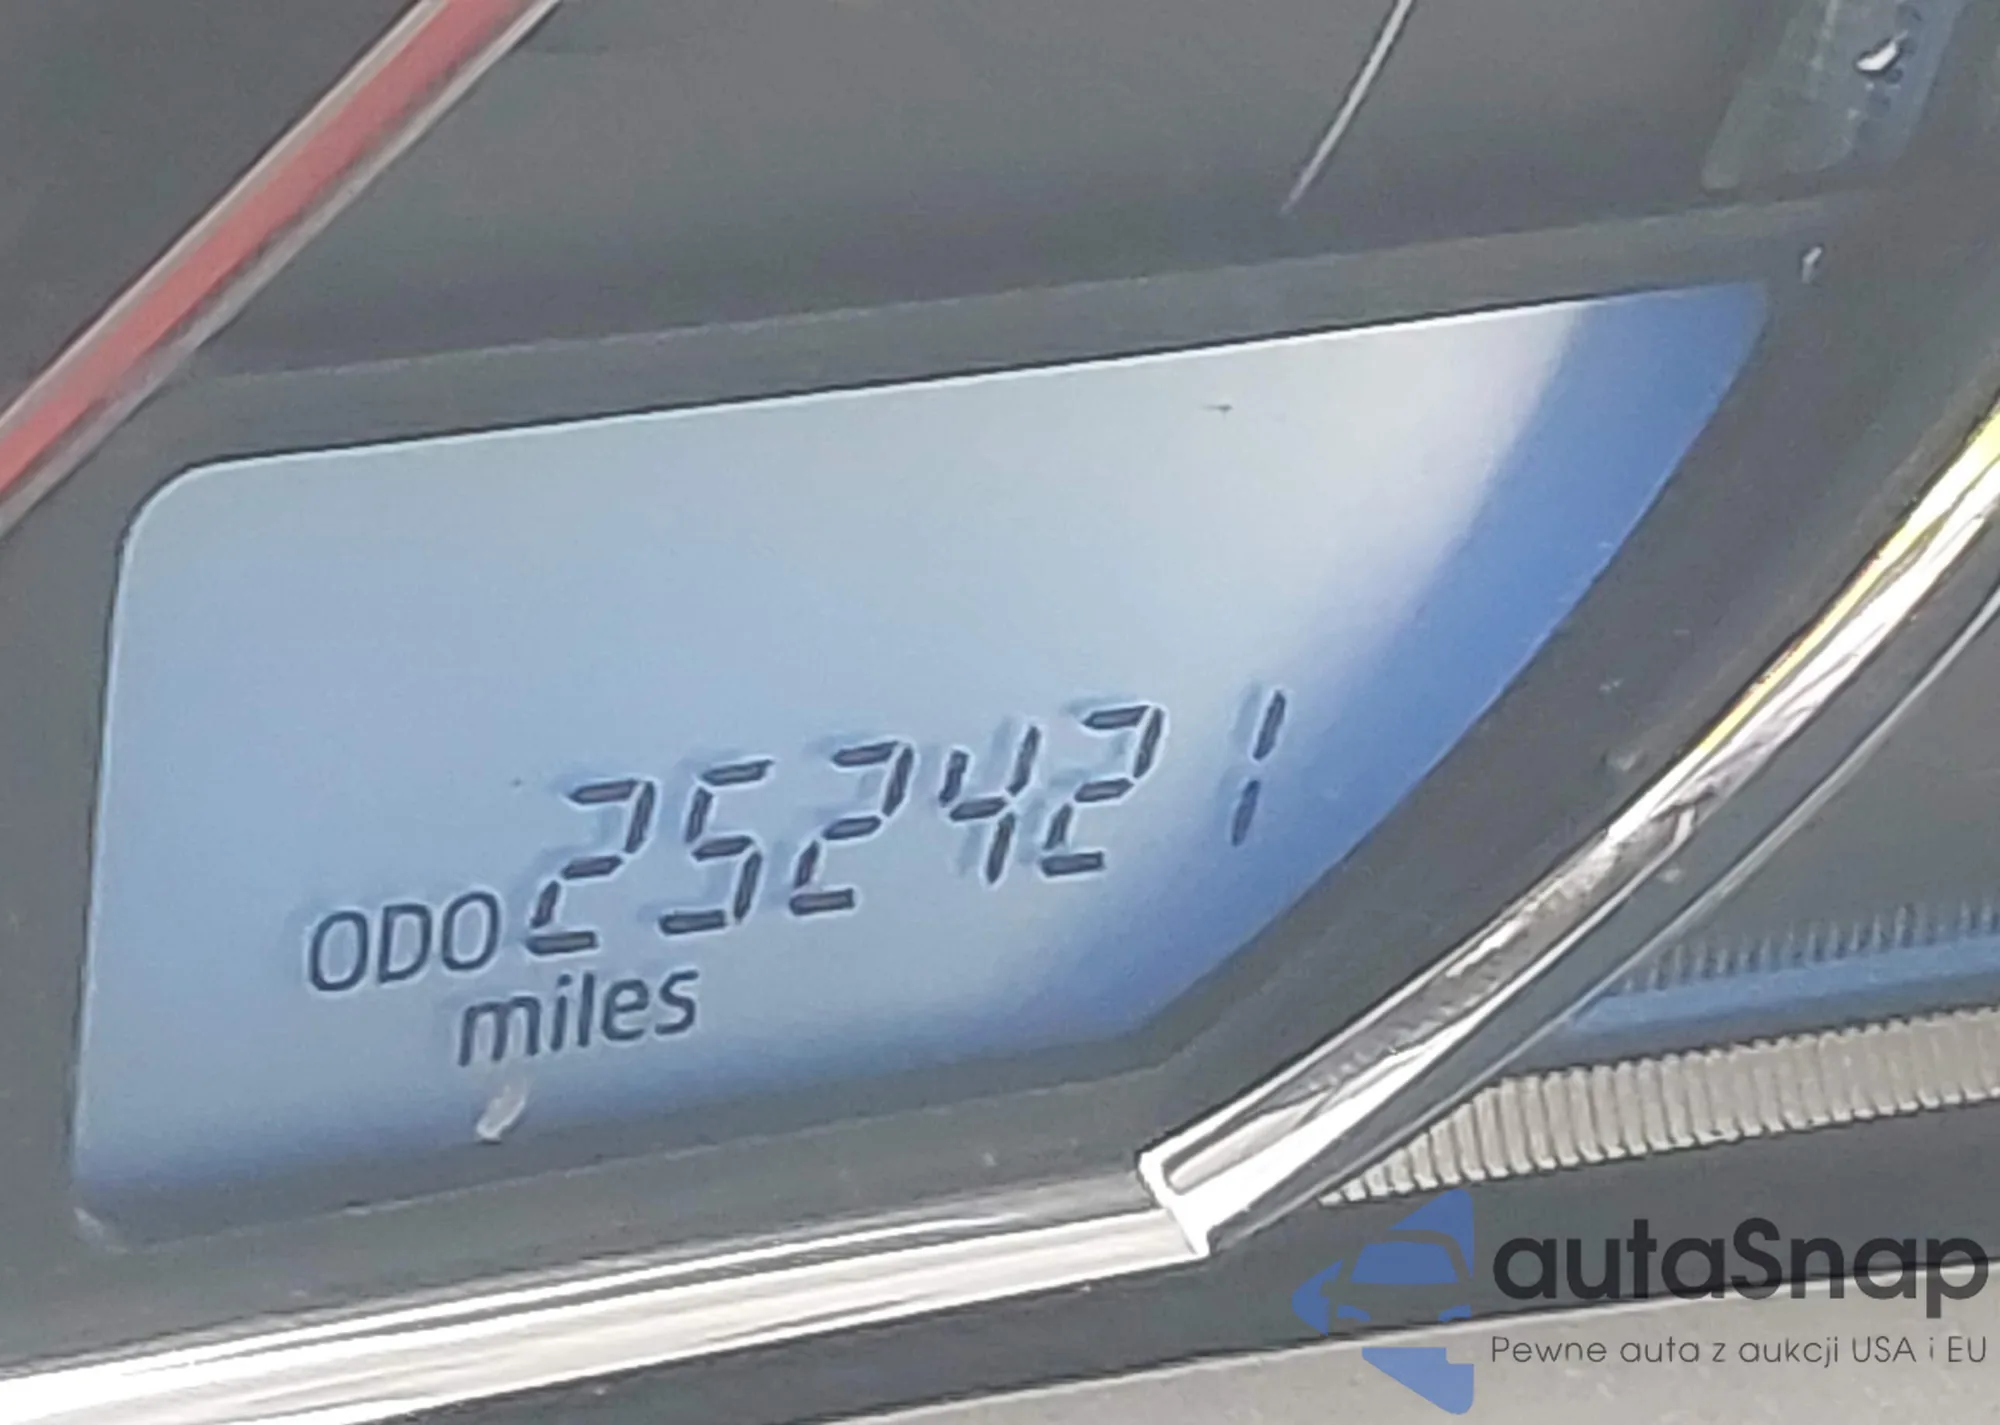 ODO 252421
miles
autaSnap
Pewne auta z aukcji USA i EU